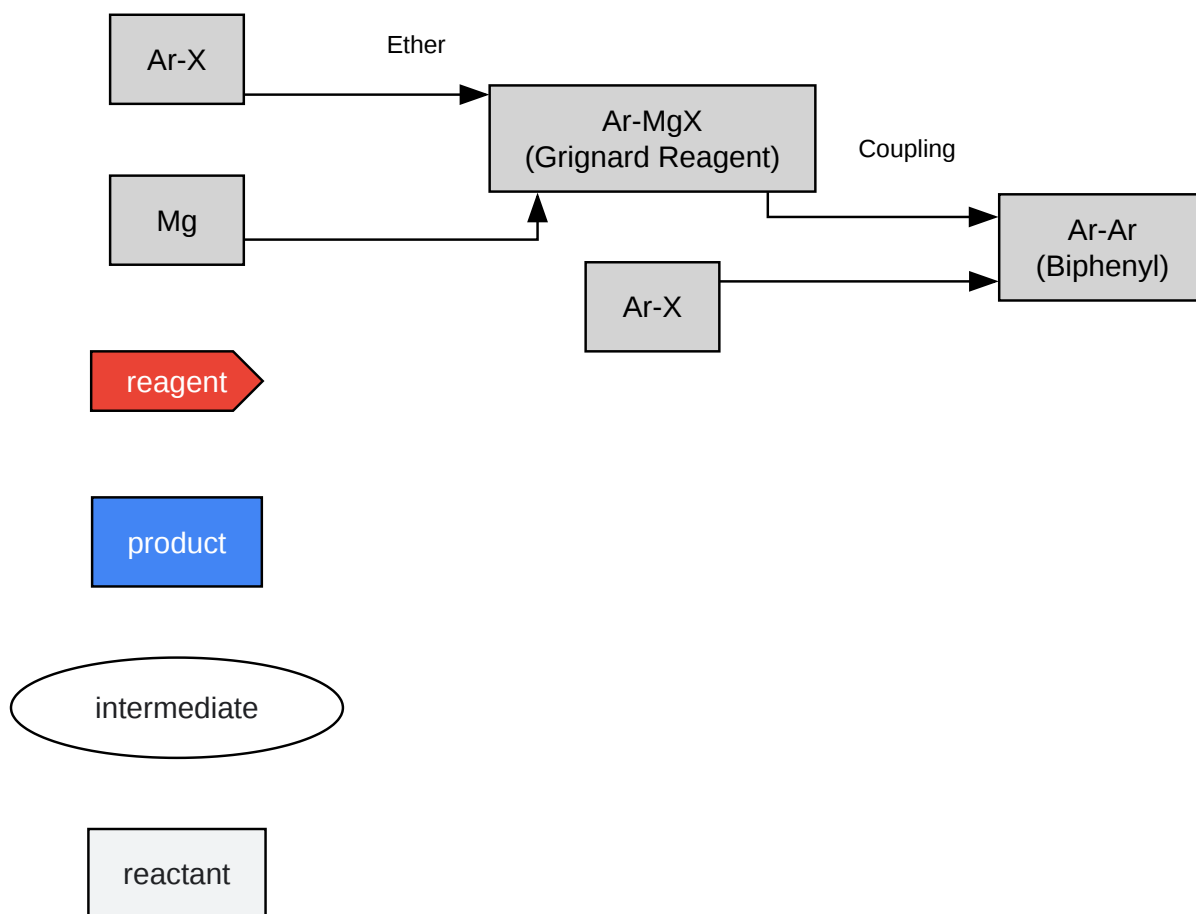 Ar-X
Ether
Ar-MgX
(Grignard Reagent)
Coupling
Mg
Ar-Ar
(Biphenyl)
Ar-X
reagent
product
intermediate
reactant